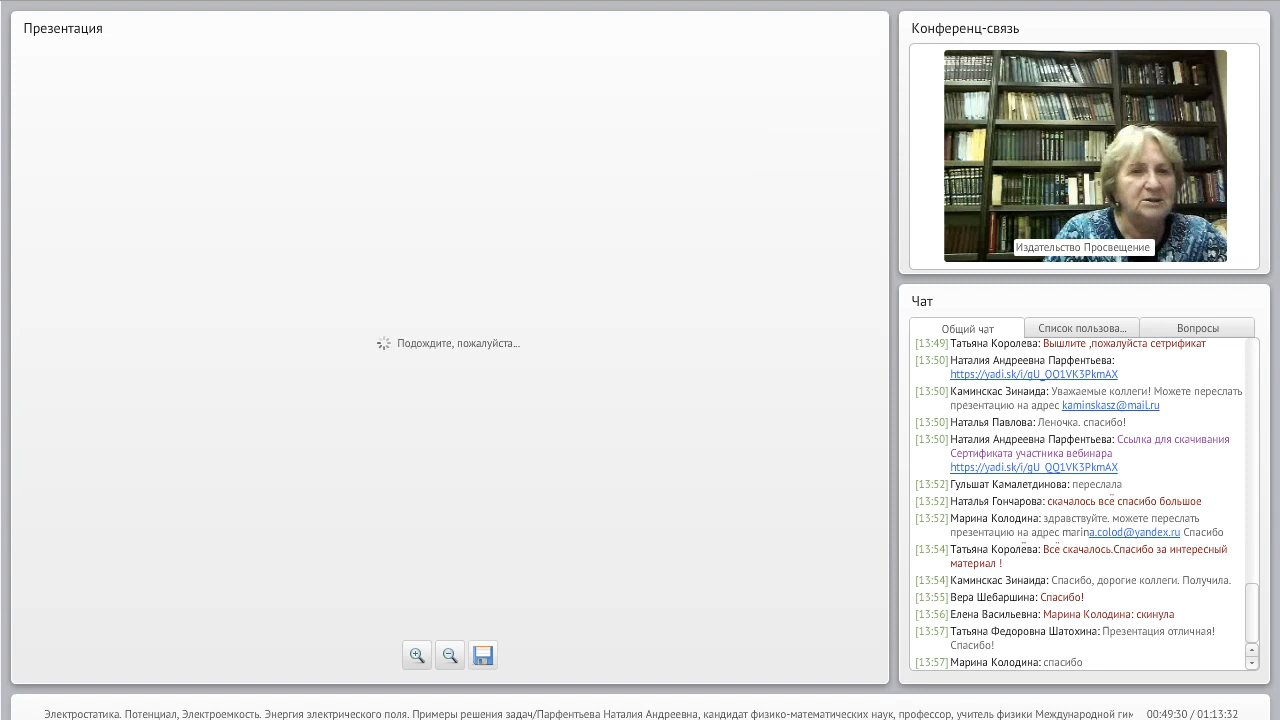 Презентация
Подождите, пожалуйста...
Конференц-связь
Издательство Просвещение
Чат
Общий чат
Список пользова...
Вопросы
[13:49] Татьяна Королева: Вышлите ,пожалуйста сетрификат
[13:50] Наталия Андреевна Парфентьева:
https://yadi.sk/i/gU_QQ1VK3PkmAX
[13:50] Каминскас Зинаида: Уважаемые коллеги! Можете переслать
презентацию на адрес kaminskasz@mail.ru
[13:50] Наталья Павлова: Леночка. спасибо!
[13:50] Наталия Андреевна Парфентьева: Ссылка для скачивания
Сертификата участника вебинара
https://yadi.sk/i/gU_QQ1VK3PkmAX
[13:52] Гульшат Камалетдинова: переслала
[13:52] Наталья Гончарова: скачалось всё спасибо большое
[13:52] Марина Колодина: здравствуйте. можете переслать
презентацию на адрес marina.colod@yandex.ru Спасибо
[13:54] Татьяна Королёва: Всё скачалось.Спасибо за интересный
материал !
[13:54] Каминскас Зинаида: Спасибо, дорогие коллеги. Получила.
[13:55] Вера Шебаршина: Спасибо!
[13:56] Елена Васильевна: Марина Колодина: скинула
[13:57] Татьяна Федоровна Шатохина: Презентация отличная!
Спасибо!
[13:57] Марина Колодина: спасибо
Электростатика. Потенциал, Электроемкость. Энергия электрического поля. Примеры решения задач/Парфентьева Наталия Андреевна, кандидат физико-математических наук, профессор, учитель физики Международной ги 00:49:30 / 01:13:32